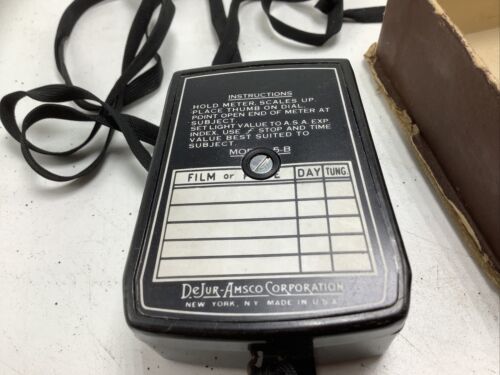 INSTRUCTIONS
HOLD METER, SCALES UP.
PLACE THUMB ON DIAL.
POINT OPEN END OF METER AT
SUBJECT.
SET LIGHT VALUE TO A.S.A. EXP.
INDEX. USE f STOP AND TIME
VALUE BEST SUITED TO
SUBJECT.
-B
FILM or DAY TUNG.
DeJur-Amsco Corporation
NEW YORK, N.Y. MADE IN U.S.A.